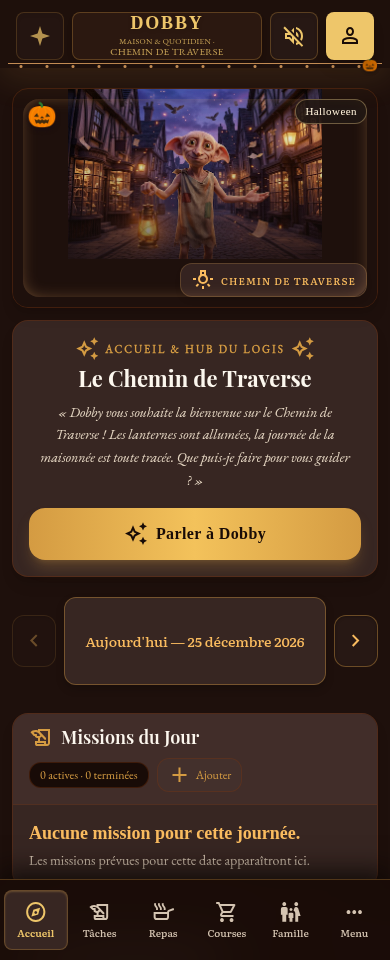 DOBBY
MAISON & QUOTIDIEN ·
CHEMIN DE TRAVERSE
Halloween
CHEMIN DE TRAVERSE
ACCUEIL & HUB DU LOGIS
Le Chemin de Traverse
« Dobby vous souhaite la bienvenue sur le Chemin de
Traverse ! Les lanternes sont allumées, la journée de la
maisonnée est toute tracée. Que puis-je faire pour vous guider
? »
Parler à Dobby
Aujourd'hui — 25 décembre 2026
Missions du Jour
0 actives · 0 terminées
Ajouter
Aucune mission pour cette journée.
Les missions prévues pour cette date apparaîtront ici.
Accueil
Tâches
Repas
Courses
Famille
Menu